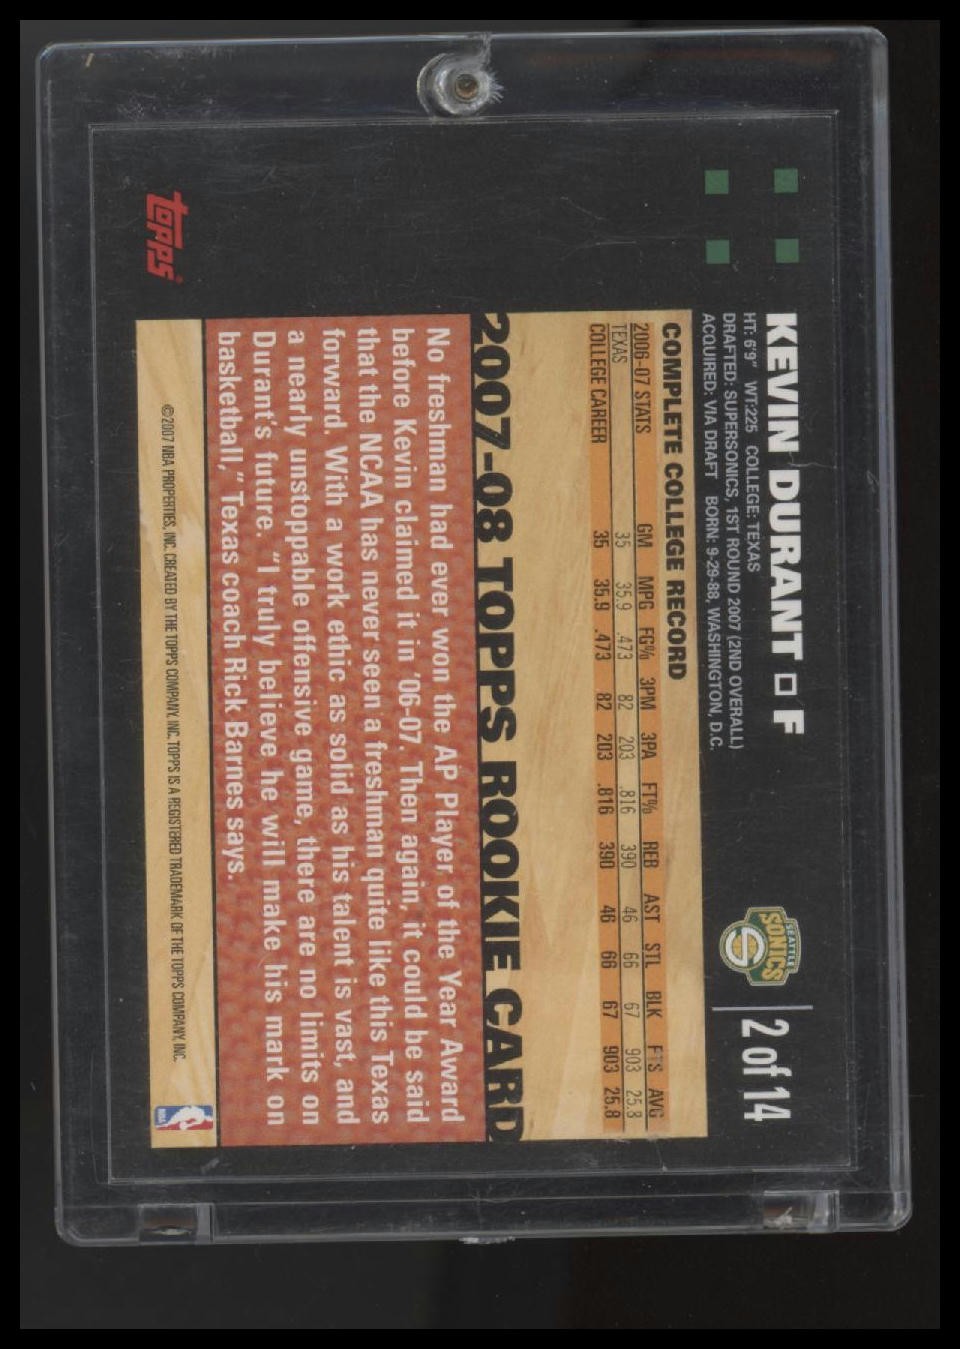 KEVIN DURANT □ F
HT: 6'9" WT:225 COLLEGE: TEXAS
DRAFTED: SUPERSONICS, 1ST ROUND 2007 (2ND OVERALL)
ACQUIRED: VIA DRAFT BORN: 9-29-88, WASHINGTON, D.C.
SEATTLE
SONICS
2 of 14
COMPLETE COLLEGE RECORD
2006-07 STATS GM MPG FG% 3PM 3PA FT% REB AST STL BLK PTS AVG
TEXAS 35 35.9 .473 82 203 .816 390 46 66 67 903 25.8
COLLEGE CAREER 35 35.9 .473 82 203 .816 390 46 66 67 903 25.8
2007-08 TOPPS ROOKIE CARD
No freshman had ever won the AP Player of the Year Award
before Kevin claimed it in '06-07. Then again, it could be said
that the NCAA has never seen a freshman quite like this Texas
forward. With a work ethic as solid as his talent is vast, and
a nearly unstoppable offensive game, there are no limits on
Durant's future. "I truly believe he will make his mark on
basketball," Texas coach Rick Barnes says.
©2007 NBA PROPERTIES, INC. CREATED BY THE TOPPS COMPANY, INC. TOPPS IS A REGISTERED TRADEMARK OF THE TOPPS COMPANY, INC.
topps®
NBA